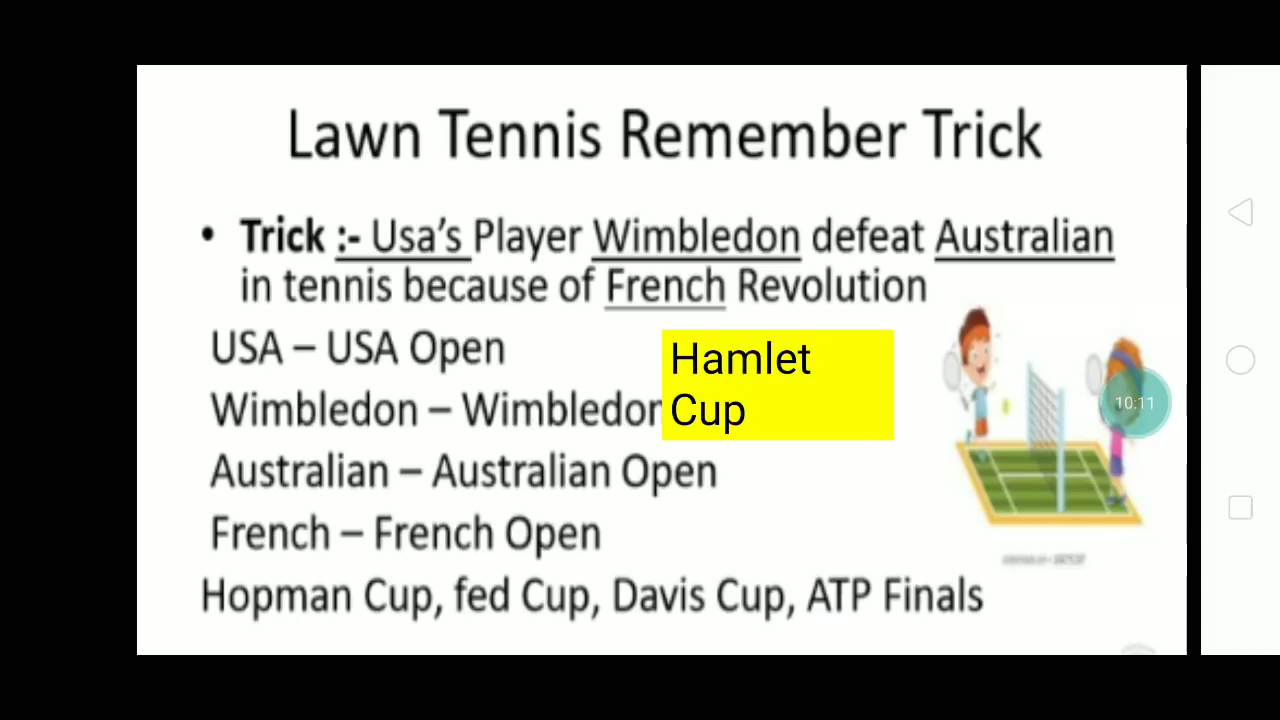 Lawn Tennis Remember Trick
• Trick :- Usa's Player Wimbledon defeat Australian
in tennis because of French Revolution
USA – USA Open
Hamlet
Cup
Wimbledon – Wimbledon
Australian – Australian Open
French – French Open
Hopman Cup, fed Cup, Davis Cup, ATP Finals
10:11